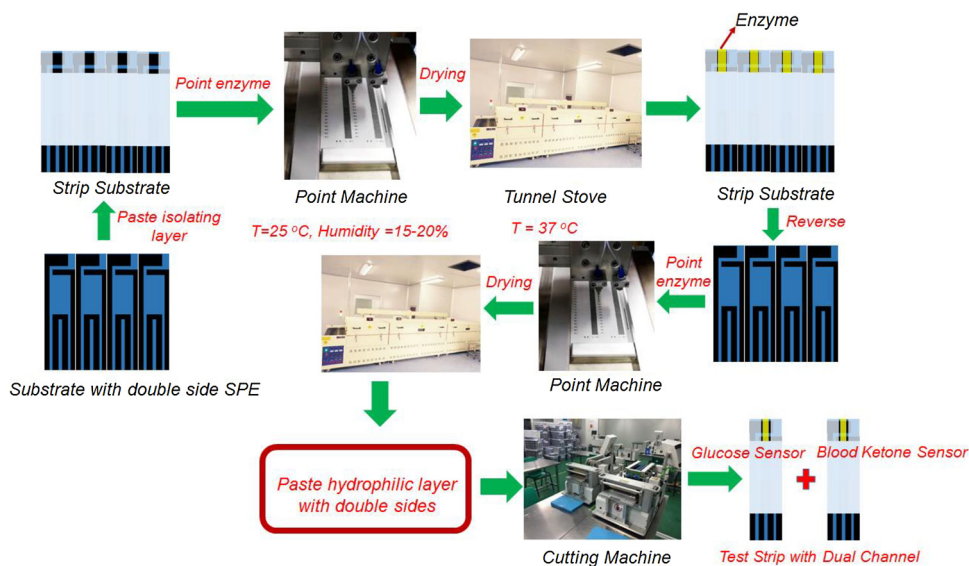 Enzyme
Point enzyme
Drying
Strip Substrate
Point Machine
Tunnel Stove
Strip Substrate
Paste isolating
layer
T=25 ºC, Humidity =15-20%
T = 37 ºC
Reverse
Drying
Point
enzyme
Substrate with double side SPE
Point Machine
Paste hydrophilic layer
with double sides
Glucose Sensor
Blood Ketone Sensor
Cutting Machine
Test Strip with Dual Channel